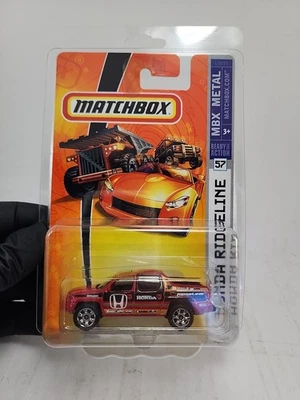 MATCHBOX
MBX METAL
MATCHBOX.COM
3+
READY FOR ACTION
57
HONDA RIDGELINE
HONDA